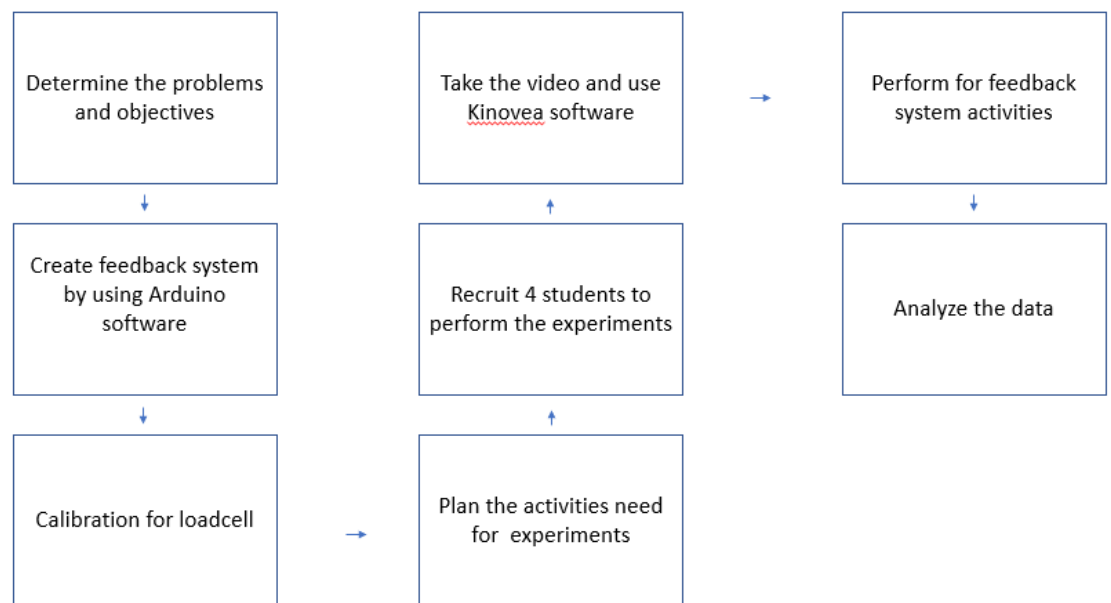 Determine the problems
and objectives
Create feedback system
by using Arduino
software
Calibration for loadcell
Plan the activities need
for  experiments
Recruit 4 students to
perform the experiments
Take the video and use
Kinovea software
Perform for feedback
system activities
Analyze the data